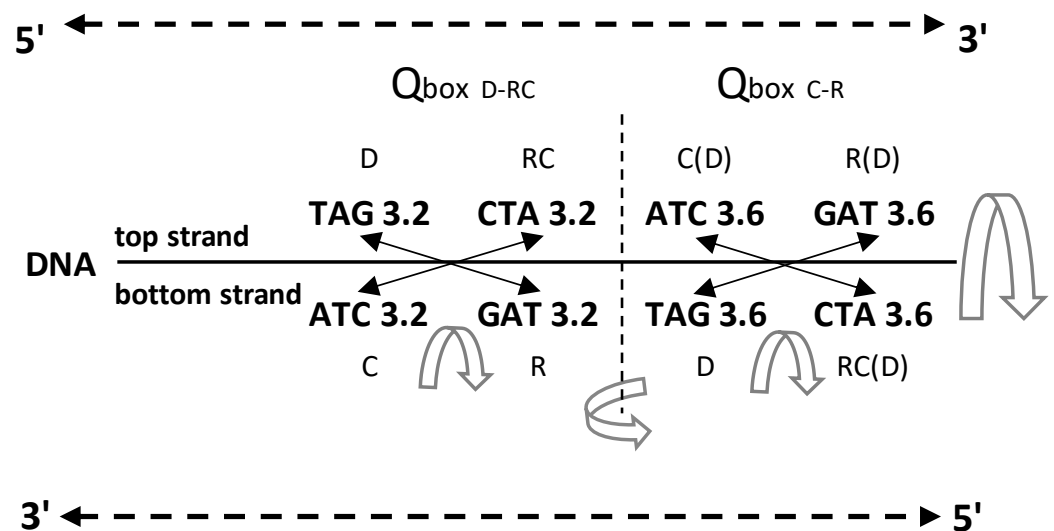 5' 3'
Qbox D-RC Qbox C-R
D RC C(D) R(D)
TAG 3.2 CTA 3.2 ATC 3.6 GAT 3.6
top strand
DNA
bottom strand
ATC 3.2 GAT 3.2 TAG 3.6 CTA 3.6
C R D RC(D)
3' 5'